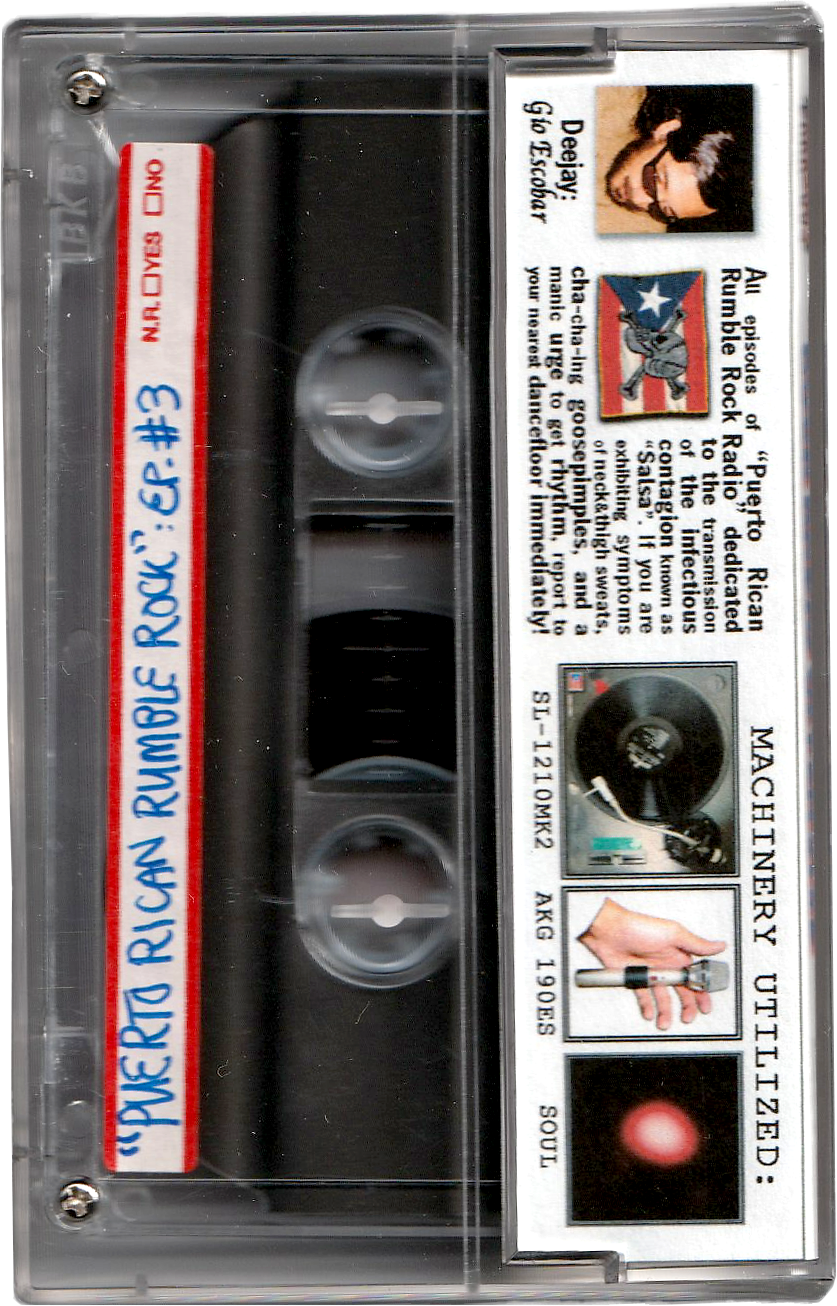 "PUERTO RICAN RUMBLE ROCK": EP. #3
N.R. □YES □NO
BKB
Deejay:
Gio Escobar
All episodes of "Puerto Rican
Rumble Rock Radio" dedicated
to the transmission
of the infectious
contagion known as
"Salsa". If you are
exhibiting symptoms
of neck&thigh sweats,
cha-cha-ing goosepimples, and a
manic urge to get rhythm, report to
your nearest dancefloor immediately!
MACHINERY UTILIZED:
SL-1210MK2
AKG 190ES
SOUL